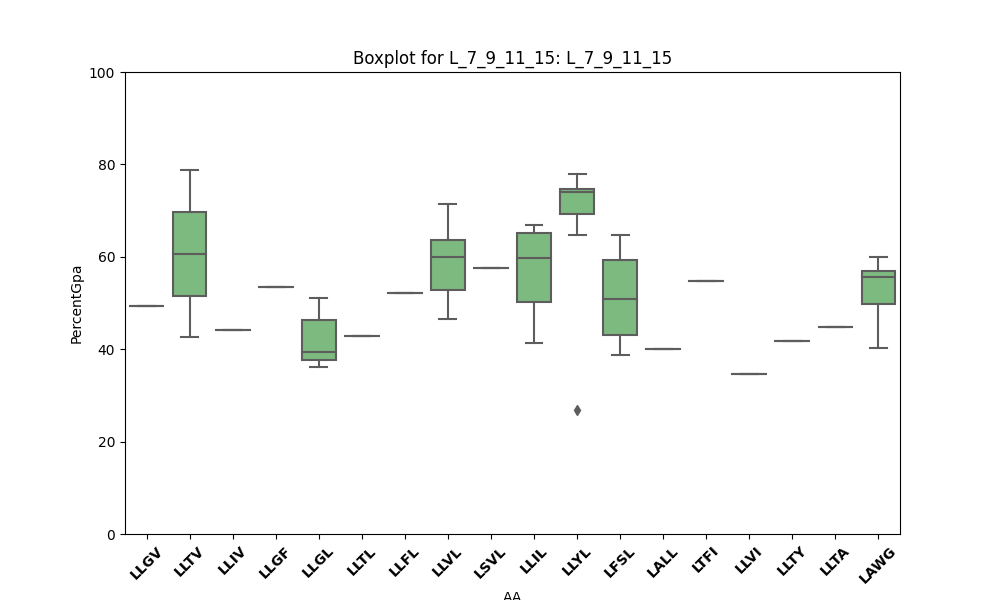 Boxplot for L_7_9_11_15: L_7_9_11_15
100
80
60
40
20
0
PercentGpa
LLGV
LLTV
LLIV
LLGF
LLGL
LLTL
LLFL
LLVL
LSVL
LLIL
LLYL
LFSL
LALL
LTFI
LLVI
LLTY
LLTA
LAWG
AA